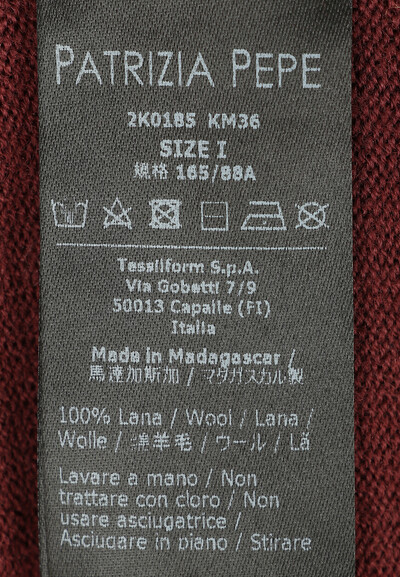 PATRIZIA PEPE
2K0185 KM36
SIZE I
規格 165/88A
Tessilform S.p.A.
Via Gobetti 7/9
50013 Capalle (FI)
Italia
Made in Madagascar /
馬達加斯加 / マダガスカル製
100% Lana / Wool / Lana /
Wolle / 綿羊毛 / ウール / Lã
Lavare a mano / Non
trattare con cloro / Non
usare asciugatrice /
Asciugare in piano / Stirare